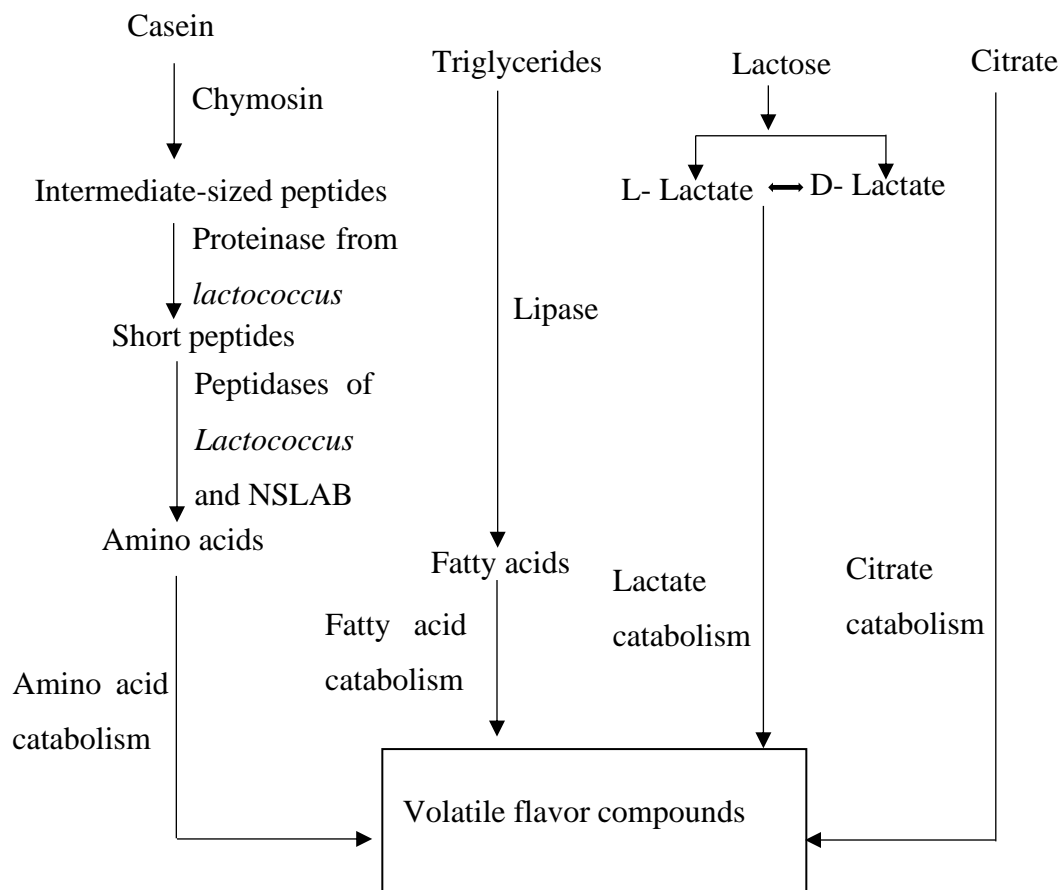 Casein
Triglycerides
Lactose
Citrate
Chymosin
Intermediate-sized peptides
L- Lactate
D- Lactate
Proteinase from
lactococcus
Lipase
Short peptides
Peptidases of
Lactococcus
and NSLAB
Amino acids
Fatty acids
Lactate
catabolism
Citrate
catabolism
Fatty acid
catabolism
Amino acid
catabolism
Volatile flavor compounds